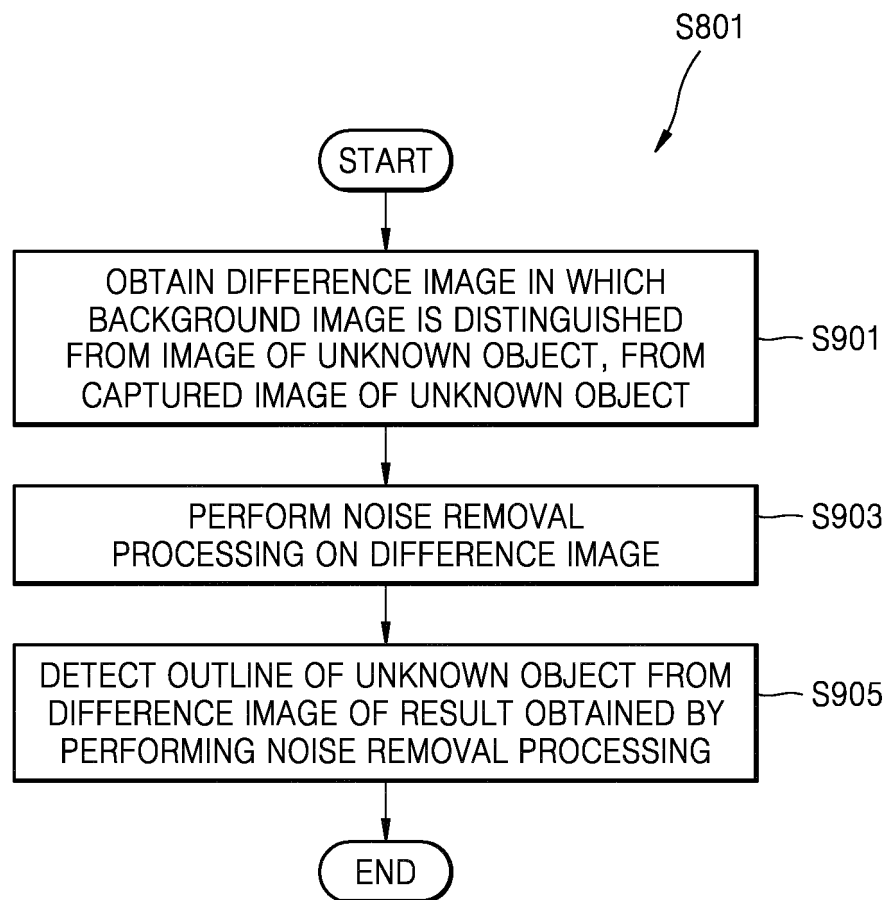 S801
START
OBTAIN DIFFERENCE IMAGE IN WHICH
BACKGROUND IMAGE IS DISTINGUISHED
FROM IMAGE OF UNKNOWN OBJECT, FROM
CAPTURED IMAGE OF UNKNOWN OBJECT
S901
PERFORM NOISE REMOVAL
PROCESSING ON DIFFERENCE IMAGE
S903
DETECT OUTLINE OF UNKNOWN OBJECT FROM
DIFFERENCE IMAGE OF RESULT OBTAINED BY
PERFORMING NOISE REMOVAL PROCESSING
S905
END